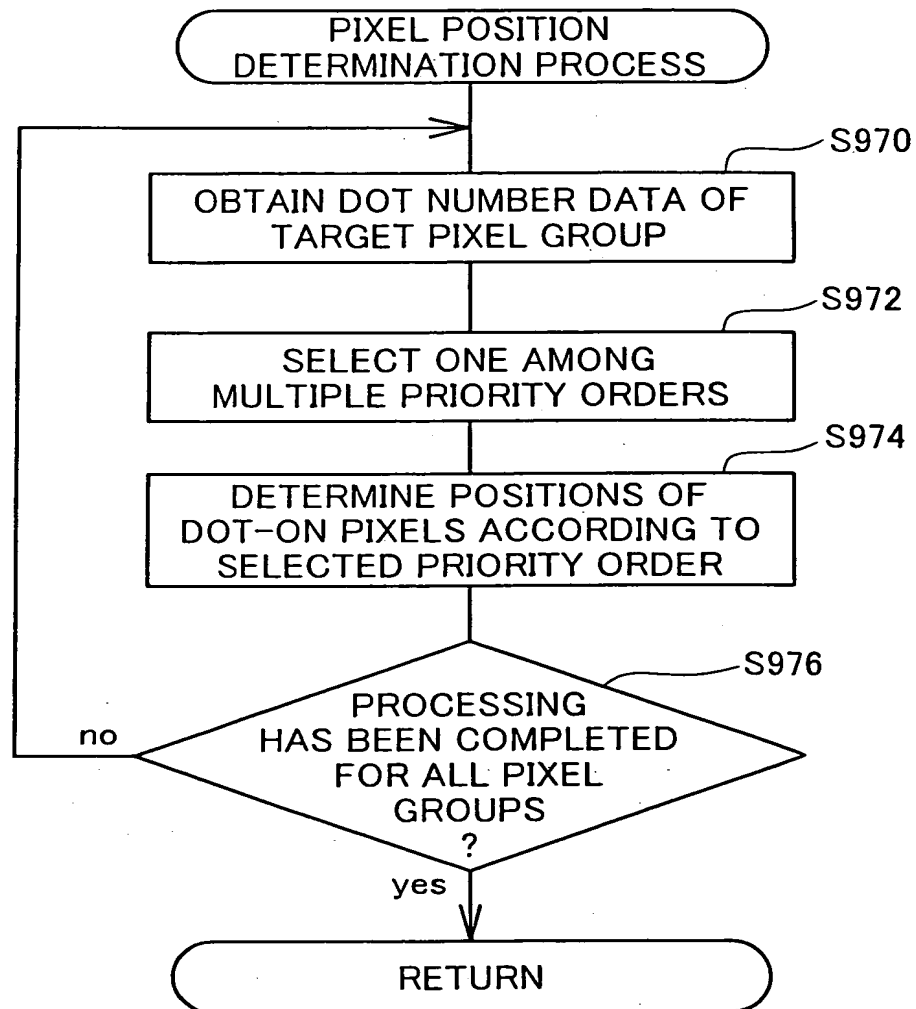 PIXEL POSITION
DETERMINATION PROCESS
S970
OBTAIN DOT NUMBER DATA OF
TARGET PIXEL GROUP
S972
SELECT ONE AMONG
MULTIPLE PRIORITY ORDERS
S974
DETERMINE POSITIONS OF
DOT-ON PIXELS ACCORDING TO
SELECTED PRIORITY ORDER
S976
PROCESSING
HAS BEEN COMPLETED
FOR ALL PIXEL
GROUPS
?
no
yes
RETURN